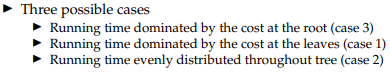 ▶ Three possible cases
▶ Running time dominated by the cost at the root (case 3)
▶ Running time dominated by the cost at the leaves (case 1)
▶ Running time evenly distributed throughout tree (case 2)